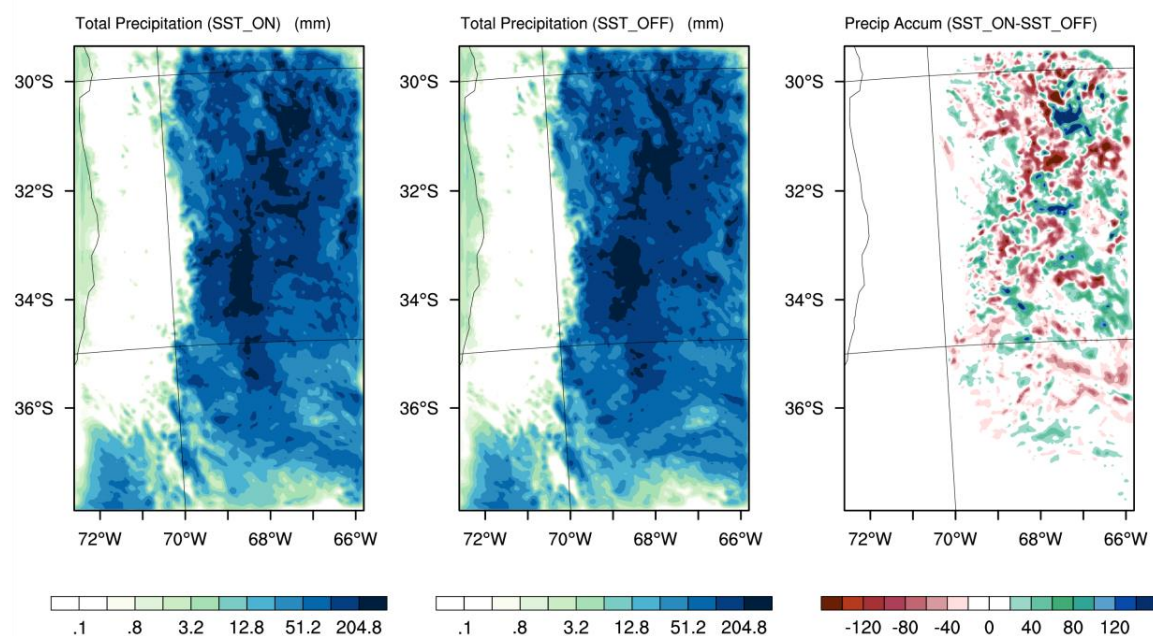 Total Precipitation (SST_ON) (mm)
Total Precipitation (SST_OFF) (mm)
Precip Accum (SST_ON-SST_OFF)
30°S
32°S
34°S
36°S
72°W 70°W 68°W 66°W
30°S
32°S
34°S
36°S
72°W 70°W 68°W 66°W
30°S
32°S
34°S
36°S
72°W 70°W 68°W 66°W
.1 .8 3.2 12.8 51.2 204.8
.1 .8 3.2 12.8 51.2 204.8
-120 -80 -40 0 40 80 120